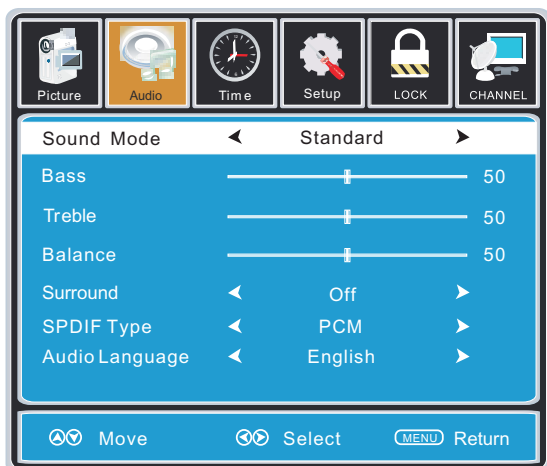 Picture Audio Time Setup LOCK CHANNEL
Sound Mode Standard
Bass 50
Treble 50
Balance 50
Surround Off
SPDIF Type PCM
Audio Language English
Move Select MENU Return